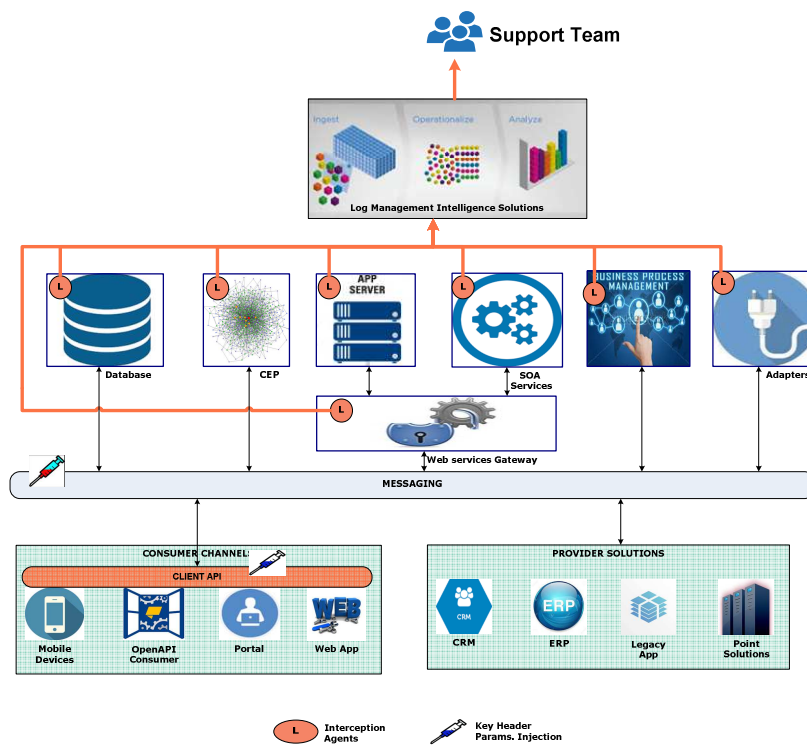 Support Team
Ingest
Operationalize
Analyze
Log Management Intelligence Solutions
L
L
L
L
L
L
APP
SERVER
BUSINESS PROCESS
MANAGEMENT
Database
CEP
SOA
Services
Adapters
L
Web services Gateway
MESSAGING
CONSUMER CHANNELS
CLIENT API
Mobile
Devices
OpenAPI
Consumer
Portal
WEB
Web App
PROVIDER SOLUTIONS
CRM
CRM
ERP
ERP
Legacy
App
Point
Solutions
L
Interception
Agents
Key Header
Params. Injection